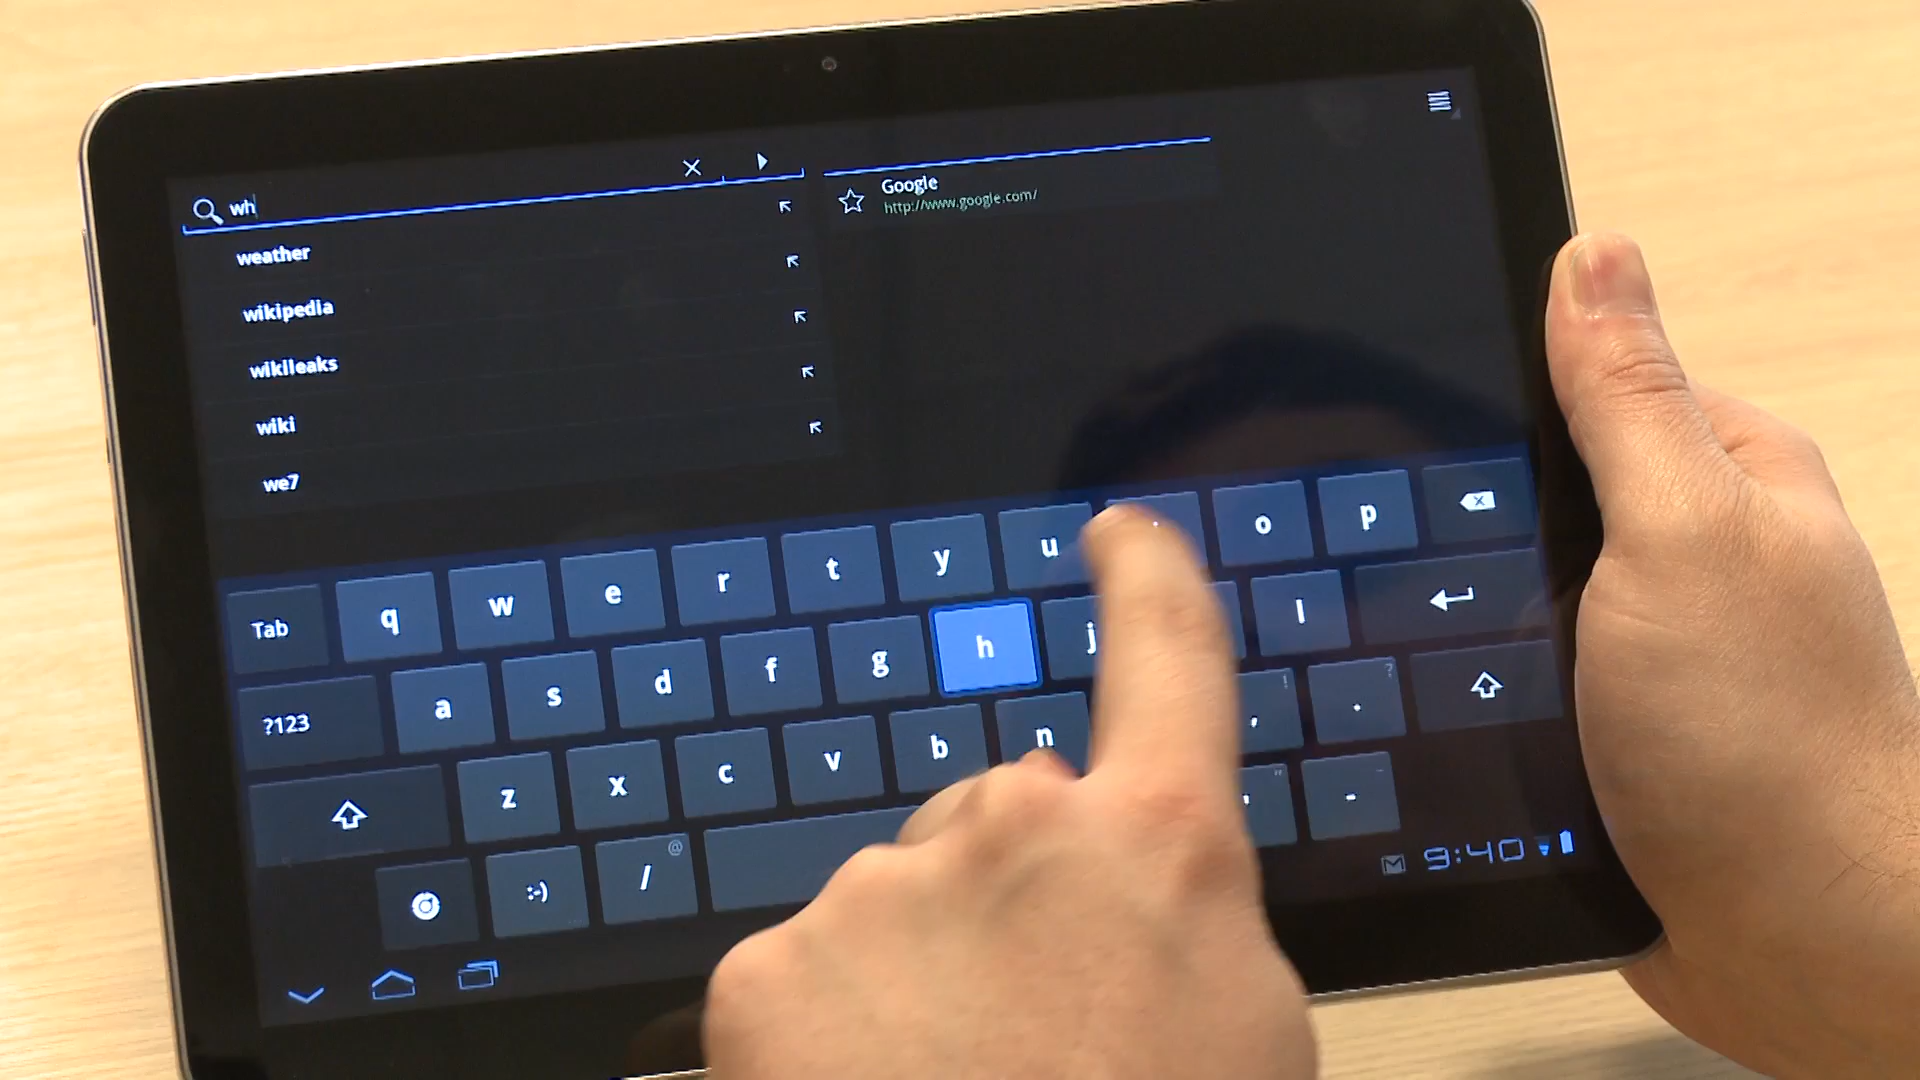 wh
Google
http://www.google.com/
weather
wikipedia
wikileaks
wiki
we7
Tab q w e r t y u o p
?123 a s d f g h j l
z x c v b n , ! . ?
:-) / @ ' " - _
9:40